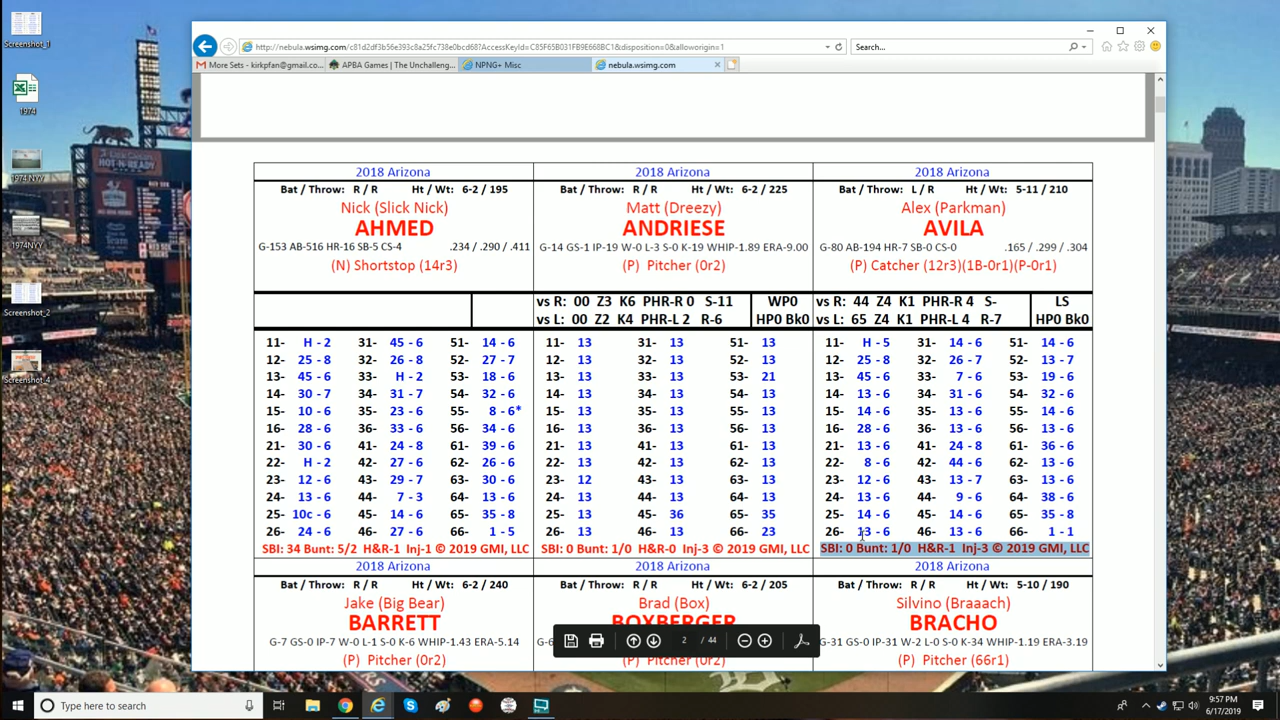 Screenshot_1
1974
1974 NYY
1974NYY
Screenshot_2
Screenshot_4
http://nebula.wsimg.com/c81d2df3b56e393c8a25fc738e0bcd68?AccessKeyId=C85F65B031FB9E668BC1&disposition=0&alloworigin=1
Search...
More Sets - kirkpfan@gmail.co...
APBA Games | The Unchalleng...
NPNG+ Misc
nebula.wsimg.com
2018 Arizona
Bat / Throw: R / R Ht / Wt: 6-2 / 195
Nick (Slick Nick)
AHMED
G-153 AB-516 HR-16 SB-5 CS-4 .234 / .290 / .411
(N) Shortstop (14r3)
11- H - 2 31- 45 - 6 51- 14 - 6
12- 25 - 8 32- 26 - 8 52- 27 - 7
13- 45 - 6 33- H - 2 53- 18 - 6
14- 30 - 7 34- 31 - 7 54- 32 - 6
15- 10 - 6 35- 23 - 6 55- 8 - 6*
16- 28 - 6 36- 33 - 6 56- 34 - 6
21- 30 - 6 41- 24 - 8 61- 39 - 6
22- H - 2 42- 27 - 6 62- 26 - 6
23- 12 - 6 43- 29 - 7 63- 30 - 6
24- 13 - 6 44- 7 - 3 64- 13 - 6
25- 10c - 6 45- 14 - 6 65- 35 - 8
26- 24 - 6 46- 27 - 6 66- 1 - 5
SBI: 34 Bunt: 5/2 H&R-1 Inj-1 © 2019 GMI, LLC
2018 Arizona
Bat / Throw: R / R Ht / Wt: 6-2 / 225
Matt (Dreezy)
ANDRIESE
G-14 GS-1 IP-19 W-0 L-3 S-0 K-19 WHIP-1.89 ERA-9.00
(P) Pitcher (0r2)
vs R: 00 Z3 K6 PHR-R 0 S-11 WP0
vs L: 00 Z2 K4 PHR-L 2 R-6 HP0 Bk0
11- 13 31- 13 51- 13
12- 13 32- 13 52- 13
13- 13 33- 13 53- 21
14- 13 34- 13 54- 13
15- 13 35- 13 55- 13
16- 13 36- 13 56- 13
21- 13 41- 13 61- 13
22- 13 42- 13 62- 13
23- 12 43- 13 63- 13
24- 13 44- 13 64- 13
25- 13 45- 36 65- 35
26- 13 46- 13 66- 23
SBI: 0 Bunt: 1/0 H&R-0 Inj-3 © 2019 GMI, LLC
2018 Arizona
Bat / Throw: L / R Ht / Wt: 5-11 / 210
Alex (Parkman)
AVILA
G-80 AB-194 HR-7 SB-0 CS-0 .165 / .299 / .304
(P) Catcher (12r3)(1B-0r1)(P-0r1)
vs R: 44 Z4 K1 PHR-R 4 S- LS
vs L: 65 Z4 K1 PHR-L 4 R-7 HP0 Bk0
11- H - 5 31- 14 - 6 51- 14 - 6
12- 25 - 8 32- 26 - 7 52- 13 - 7
13- 45 - 6 33- 7 - 6 53- 19 - 6
14- 13 - 6 34- 31 - 6 54- 32 - 6
15- 14 - 6 35- 13 - 6 55- 14 - 6
16- 28 - 6 36- 13 - 6 56- 13 - 6
21- 13 - 6 41- 24 - 8 61- 36 - 6
22- 8 - 6 42- 44 - 6 62- 13 - 6
23- 12 - 6 43- 13 - 7 63- 13 - 6
24- 13 - 6 44- 9 - 6 64- 38 - 6
25- 14 - 6 45- 14 - 6 65- 35 - 8
26- 13 - 6 46- 13 - 6 66- 1 - 1
SBI: 0 Bunt: 1/0 H&R-1 Inj-3 © 2019 GMI, LLC
2018 Arizona
Bat / Throw: R / R Ht / Wt: 6-2 / 240
Jake (Big Bear)
BARRETT
G-7 GS-0 IP-7 W-0 L-1 S-0 K-6 WHIP-1.43 ERA-5.14
(P) Pitcher (0r2)
2018 Arizona
Bat / Throw: R / R Ht / Wt: 6-2 / 205
Brad (Box)
BOXBERGER
(P) Pitcher (0r2)
2018 Arizona
Bat / Throw: R / R Ht / Wt: 5-10 / 190
Silvino (Braaach)
BRACHO
G-31 GS-0 IP-31 W-2 L-0 S-0 K-34 WHIP-1.19 ERA-3.19
(P) Pitcher (66r1)
2 / 44
Type here to search
9:57 PM
6/17/2019